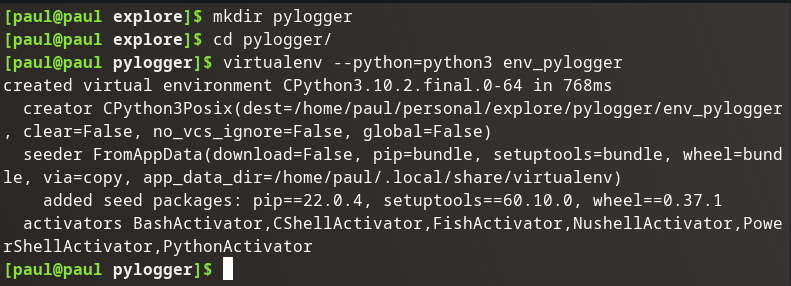 [paul@paul explore]$ mkdir pylogger
[paul@paul explore]$ cd pylogger/
[paul@paul pylogger]$ virtualenv --python=python3 env_pylogger
created virtual environment CPython3.10.2.final.0-64 in 768ms
  creator CPython3Posix(dest=/home/paul/personal/explore/pylogger/env_pylogger
, clear=False, no_vcs_ignore=False, global=False)
  seeder FromAppData(download=False, pip=bundle, setuptools=bundle, wheel=bund
le, via=copy, app_data_dir=/home/paul/.local/share/virtualenv)
    added seed packages: pip==22.0.4, setuptools==60.10.0, wheel==0.37.1
  activators BashActivator,CShellActivator,FishActivator,NushellActivator,Powe
rShellActivator,PythonActivator
[paul@paul pylogger]$